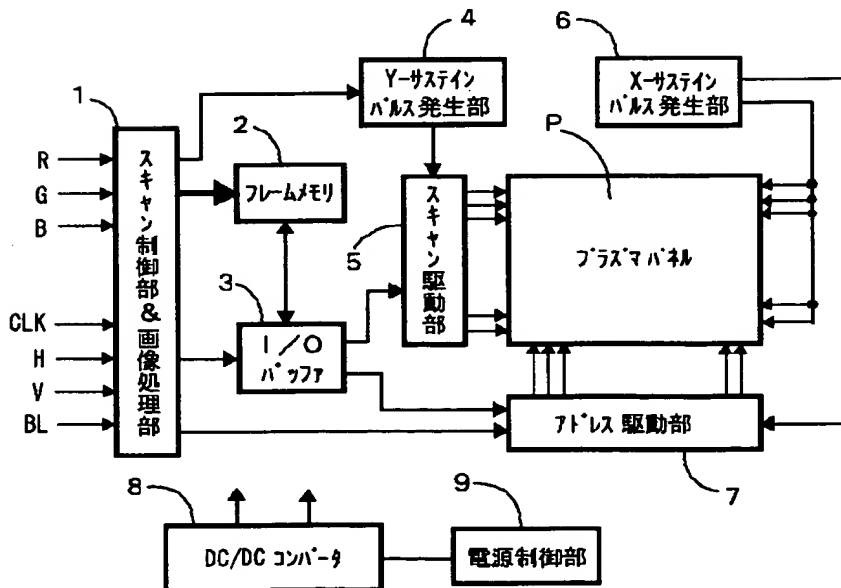 4
6
Y－サステイン
パルス発生部
X－サステイン
パルス発生部
1
2
P
R
G
B
CLK
H
V
BL
スキャン制御部＆画像処理部
フレームメモリ
5
スキャン駆動部
プラズマパネル
3
I／O
バッファ
アドレス駆動部
7
8
9
DC/DC コンバータ
電源制御部